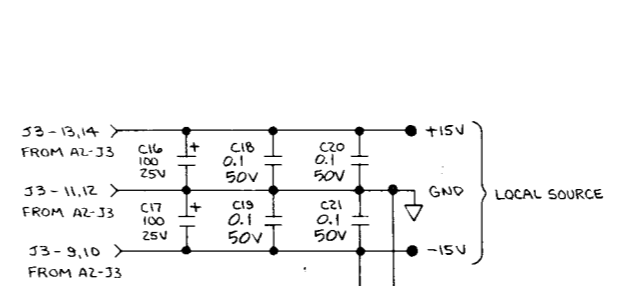 J3-13,14
FROM A2-J3
C16
100
25V
+
C18
0.1
50V
C20
0.1
50V
+15V
J3-11,12
FROM A2-J3
C17
100
25V
+
C19
0.1
50V
C21
0.1
50V
GND
LOCAL SOURCE
J3-9,10
FROM A2-J3
-15V